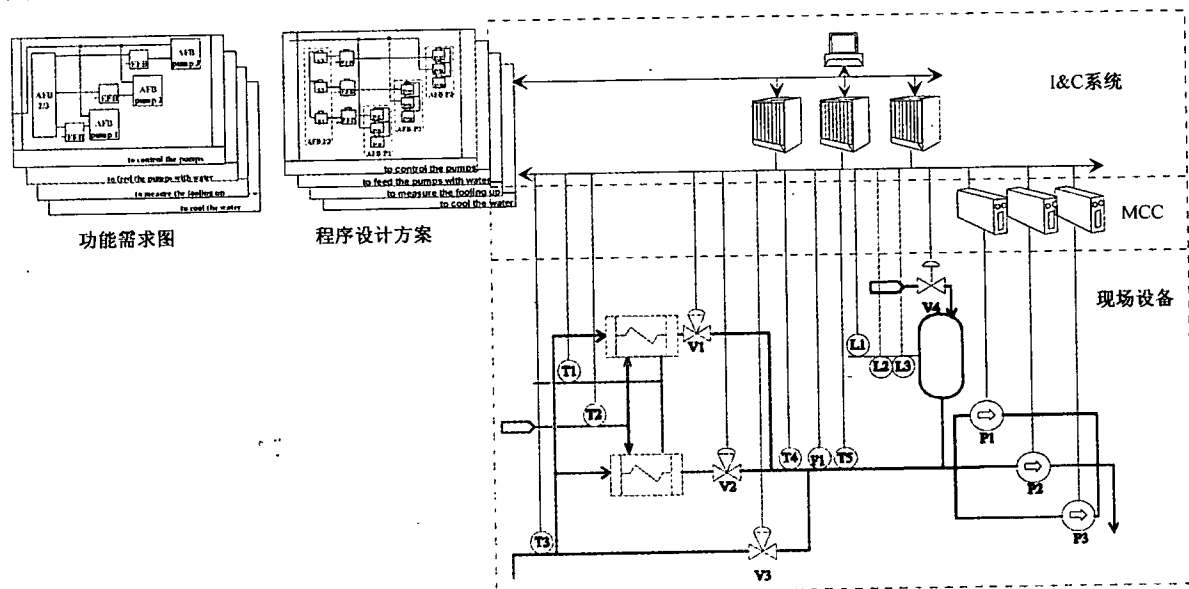 AFB
2/3
EFB
AFB
pump 2
AFB
pump 1
to control the pumps
to feed the pumps with water
to measure the fooling up
to cool the water
功能需求图
to control the pumps
to feed the pumps with water
to measure the fooling up
to cool the water
程序设计方案
I&C系统
MCC
现场设备
V4
V1
L1
L2
L3
T1
T2
P1
T4
F1
T5
V2
P2
T3
V3
P3